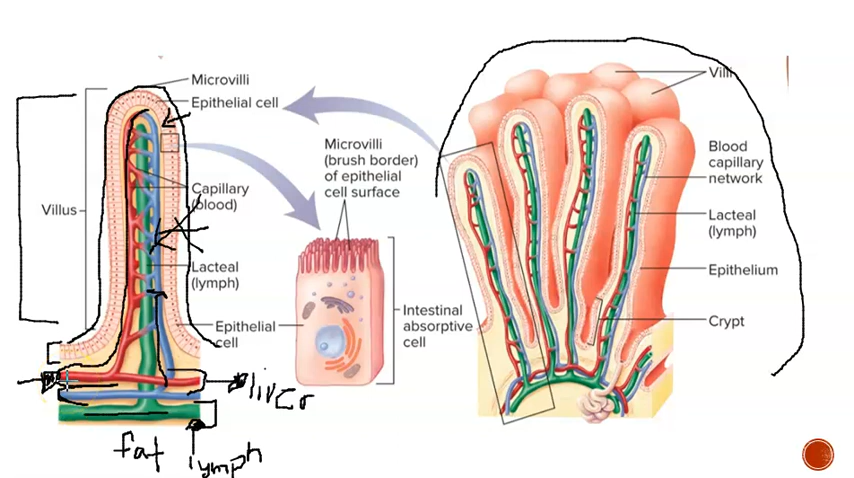 Microvilli
Epithelial cell
Villus
Capillary
(blood)
Lacteal
(lymph)
Epithelial
cell
liver
fat
lymph
Microvilli
(brush border)
of epithelial
cell surface
Intestinal
absorptive
cell
Villi
Blood
capillary
network
Lacteal
(lymph)
Epithelium
Crypt